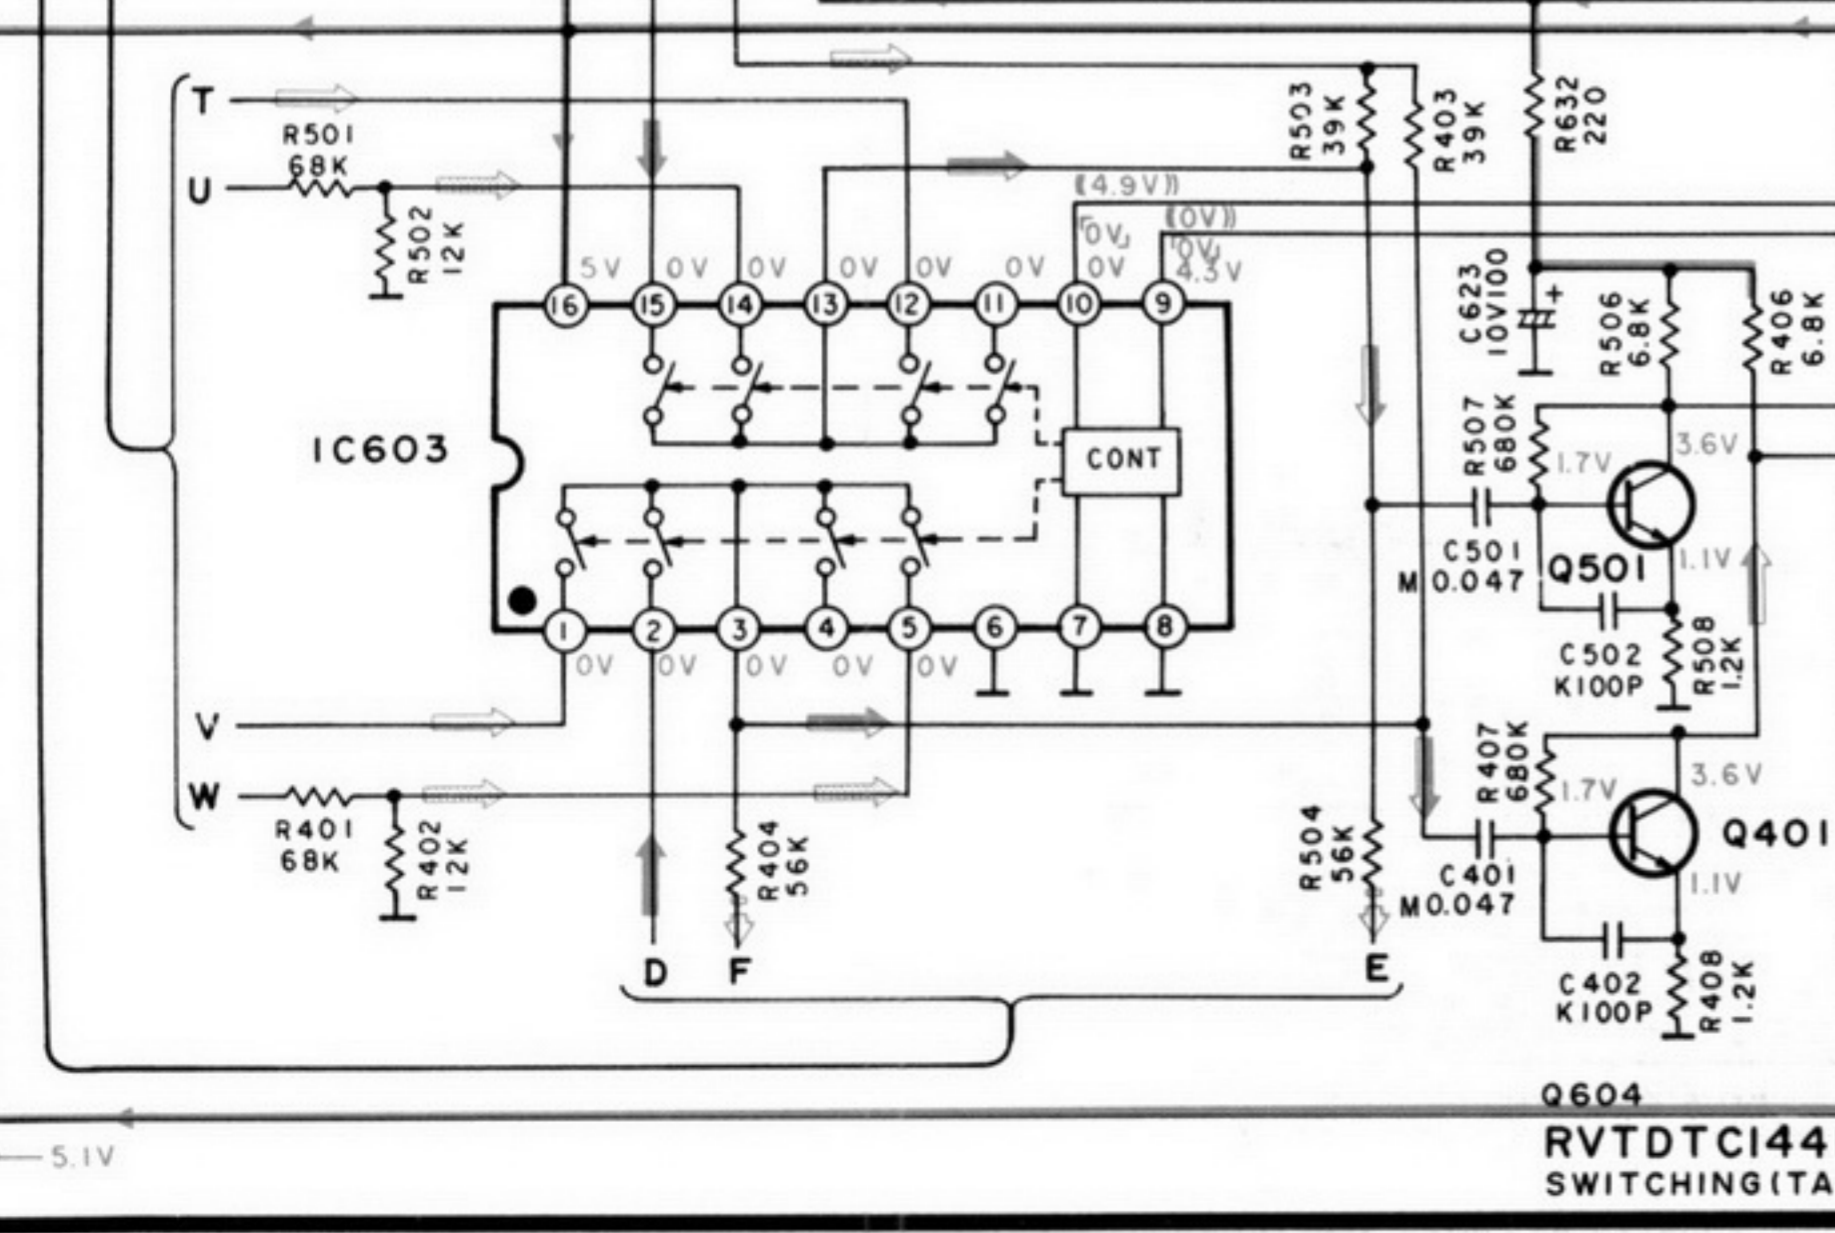 T
R501
68K
U
R502
12K
R503
39K
R403
39K
R632
220
((4.9V))
「0V」
((0V))
「0V」
5V
0V
0V
0V
0V
0V
0V
4.3V
16
15
14
13
12
11
10
9
C623
10V100
+
R506
6.8K
R406
6.8K
IC603
CONT
R507
680K
1.7V
3.6V
C501
M0.047
Q501
1.1V
1
2
3
4
5
6
7
8
0V
0V
0V
0V
0V
C502
K100P
R508
1.2K
V
W
R401
68K
R402
12K
R404
56K
R504
56K
R407
680K
1.7V
3.6V
Q401
C401
M0.047
1.1V
D
F
E
C402
K100P
R408
1.2K
Q604
RVTDTC144
SWITCHING(TA
5.1V